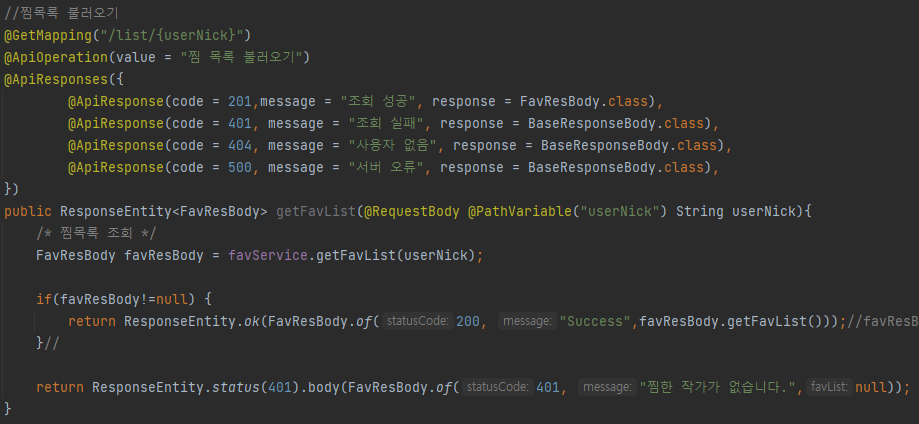 //찜목록 불러오기
@GetMapping("/list/{userNick}")
@ApiOperation(value = "찜 목록 불러오기")
@ApiResponses({
@ApiResponse(code = 201,message = "조회 성공", response = FavResBody.class),
@ApiResponse(code = 401, message = "조회 실패", response = BaseResponseBody.class),
@ApiResponse(code = 404, message = "사용자 없음", response = BaseResponseBody.class),
@ApiResponse(code = 500, message = "서버 오류", response = BaseResponseBody.class),
})
public ResponseEntity<FavResBody> getFavList(@RequestBody @PathVariable("userNick") String userNick){
/* 찜목록 조회 */
FavResBody favResBody = favService.getFavList(userNick);
if(favResBody!=null) {
return ResponseEntity.ok(FavResBody.of( statusCode: 200, message: "Success",favResBody.getFavList()));//favResB
}//
return ResponseEntity.status(401).body(FavResBody.of( statusCode: 401, message: "찜한 작가가 없습니다.", favList: null));
}